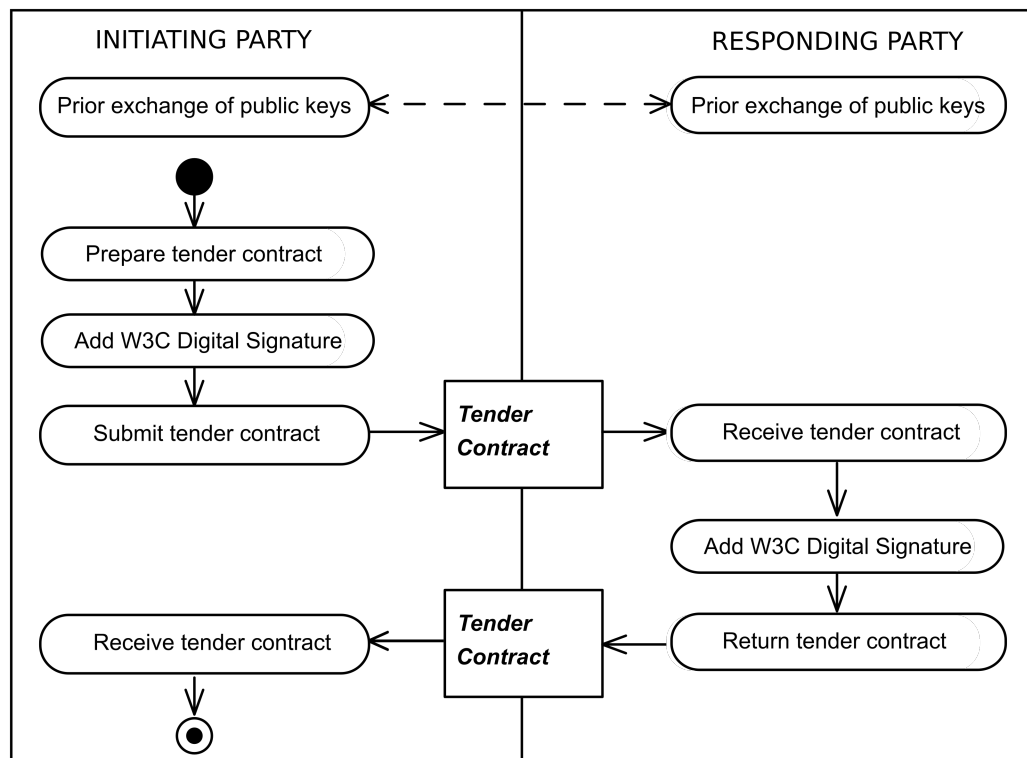 INITIATING PARTY
RESPONDING PARTY
Prior exchange of public keys
Prior exchange of public keys
Prepare tender contract
Add W3C Digital Signature
Submit tender contract
Tender
Contract
Receive tender contract
Add W3C Digital Signature
Return tender contract
Tender
Contract
Receive tender contract